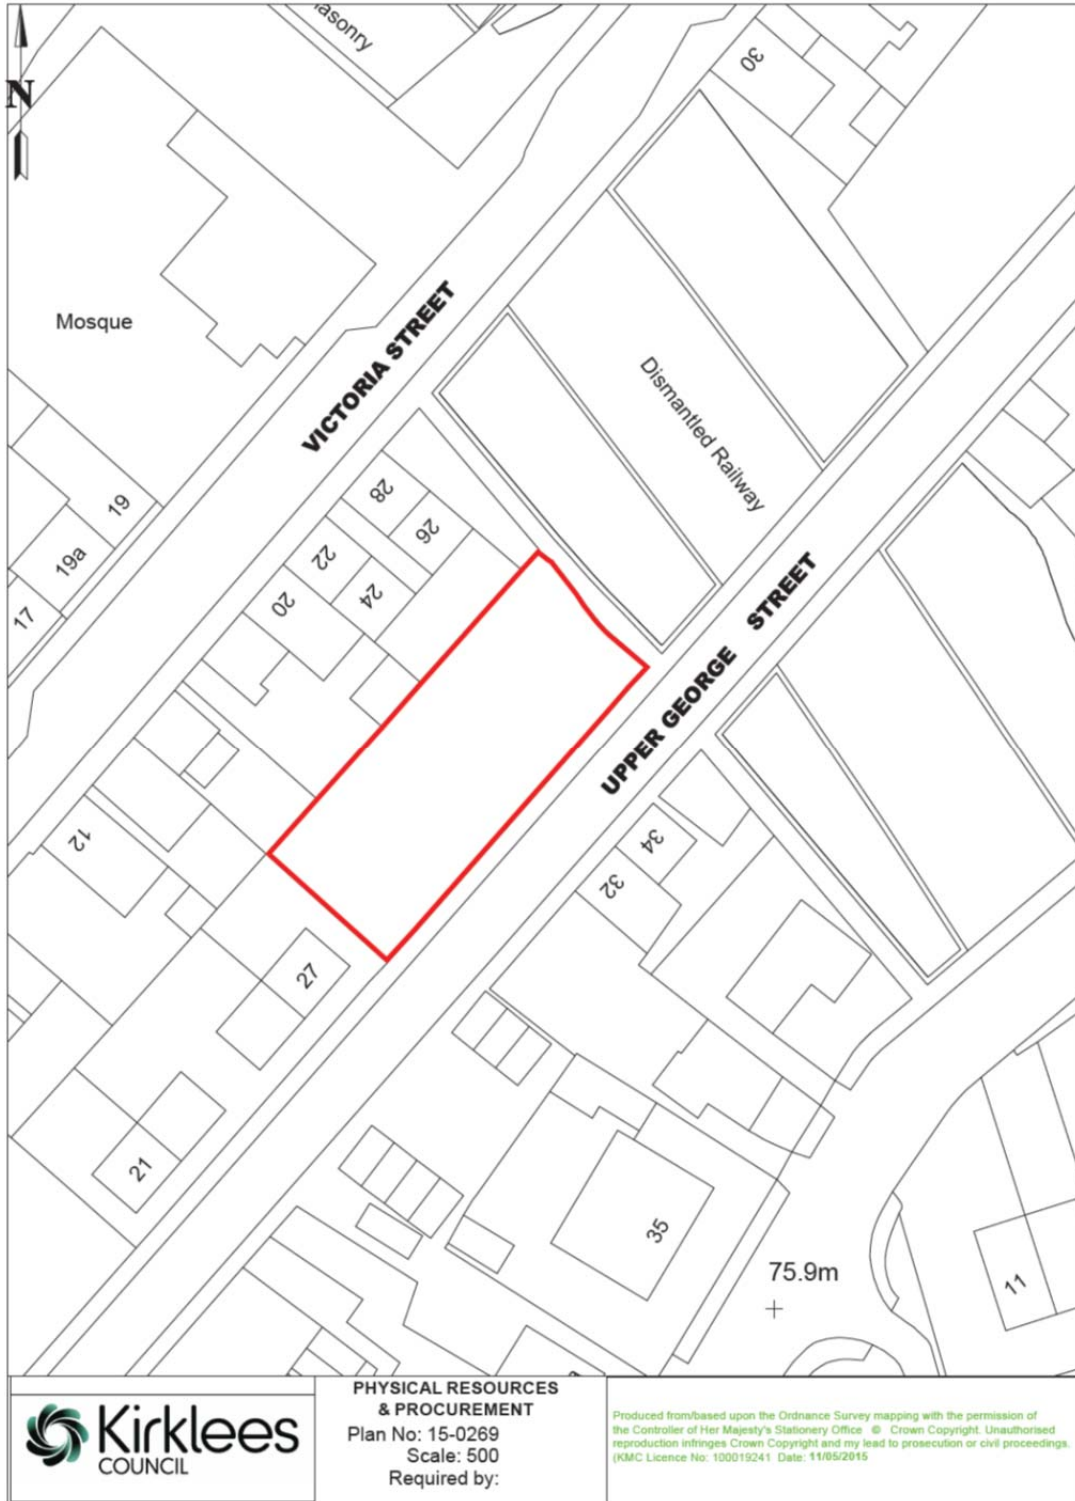 asonry
30
N
Mosque
VICTORIA STREET
Dismantled Railway
28
26
19
22
24
19a
20
17
UPPER GEORGE STREET
12
34
32
27
21
35
75.9m
11
Kirklees
COUNCIL
PHYSICAL RESOURCES
& PROCUREMENT
Plan No: 15-0269
Scale: 500
Required by:
Produced from/based upon the Ordnance Survey mapping with the permission of
the Controller of Her Majesty's Stationery Office © Crown Copyright. Unauthorised
reproduction infringes Crown Copyright and my lead to prosecution or civil proceedings.
(KMC Licence No: 100019241 Date: 11/05/2015